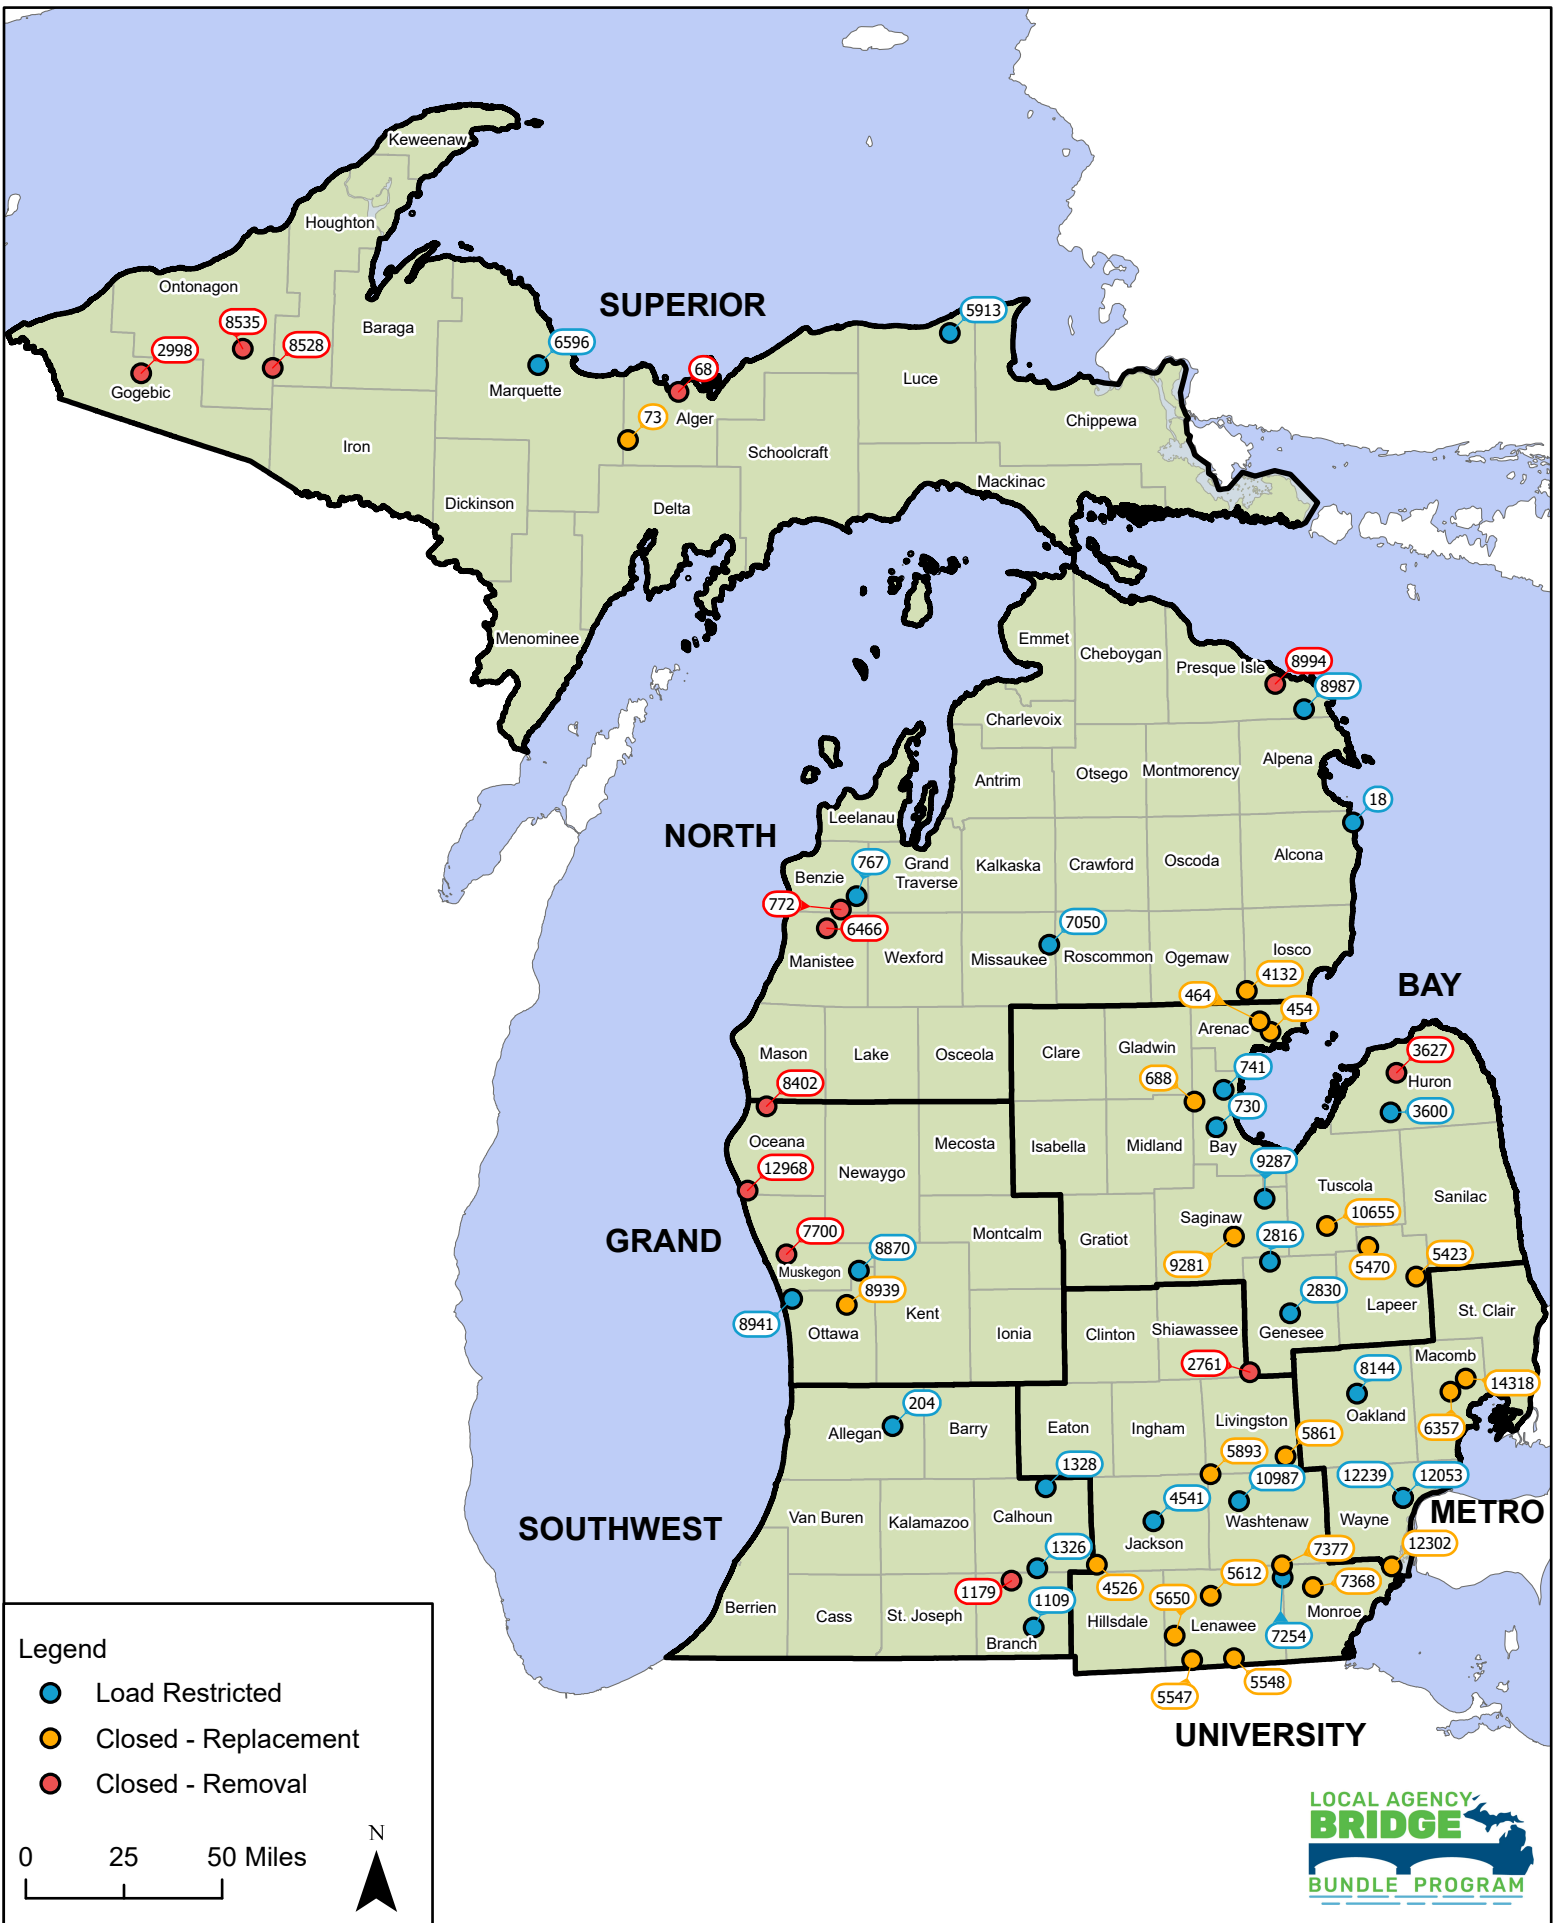 Keweenaw
Houghton
Ontonagon
SUPERIOR
5913
8535
Baraga
8528
6596
2998
68
Gogebic
Marquette
Luce
73
Alger
Chippewa
Iron
Schoolcraft
Mackinac
Dickinson
Delta
Menominee
Emmet
Cheboygan
Presque Isle
8994
8987
Charlevoix
Alpena
Antrim
Otsego
Montmorency
18
Leelanau
NORTH
767
Grand
Traverse
Kalkaska
Crawford
Oscoda
Alcona
Benzie
772
6466
7050
Manistee
Wexford
Missaukee
Roscommon
Ogemaw
Iosco
4132
BAY
464
454
Arenac
Mason
Lake
Osceola
Clare
Gladwin
3627
8402
688
741
Huron
730
3600
Oceana
Mecosta
Isabella
Midland
Bay
12968
Newaygo
9287
Tuscola
Sanilac
10655
Saginaw
GRAND
7700
Montcalm
Gratiot
2816
8870
9281
5470
5423
Muskegon
8939
2830
8941
Ottawa
Kent
Ionia
Clinton
Shiawassee
Genesee
Lapeer
St. Clair
2761
Macomb
8144
14318
204
Oakland
6357
Allegan
Barry
Eaton
Ingham
Livingston
5861
5893
1328
10987
12239
12053
4541
SOUTHWEST
Van Buren
Kalamazoo
Calhoun
Jackson
Washtenaw
Wayne
METRO
1326
7377
12302
1179
4526
5612
7368
1109
5650
Berrien
Cass
St. Joseph
Branch
Hillsdale
Lenawee
Monroe
7254
5547
5548
UNIVERSITY
Legend
Load Restricted
Closed - Replacement
Closed - Removal
N
0 25 50 Miles
LOCAL AGENCY
BRIDGE
BUNDLE PROGRAM